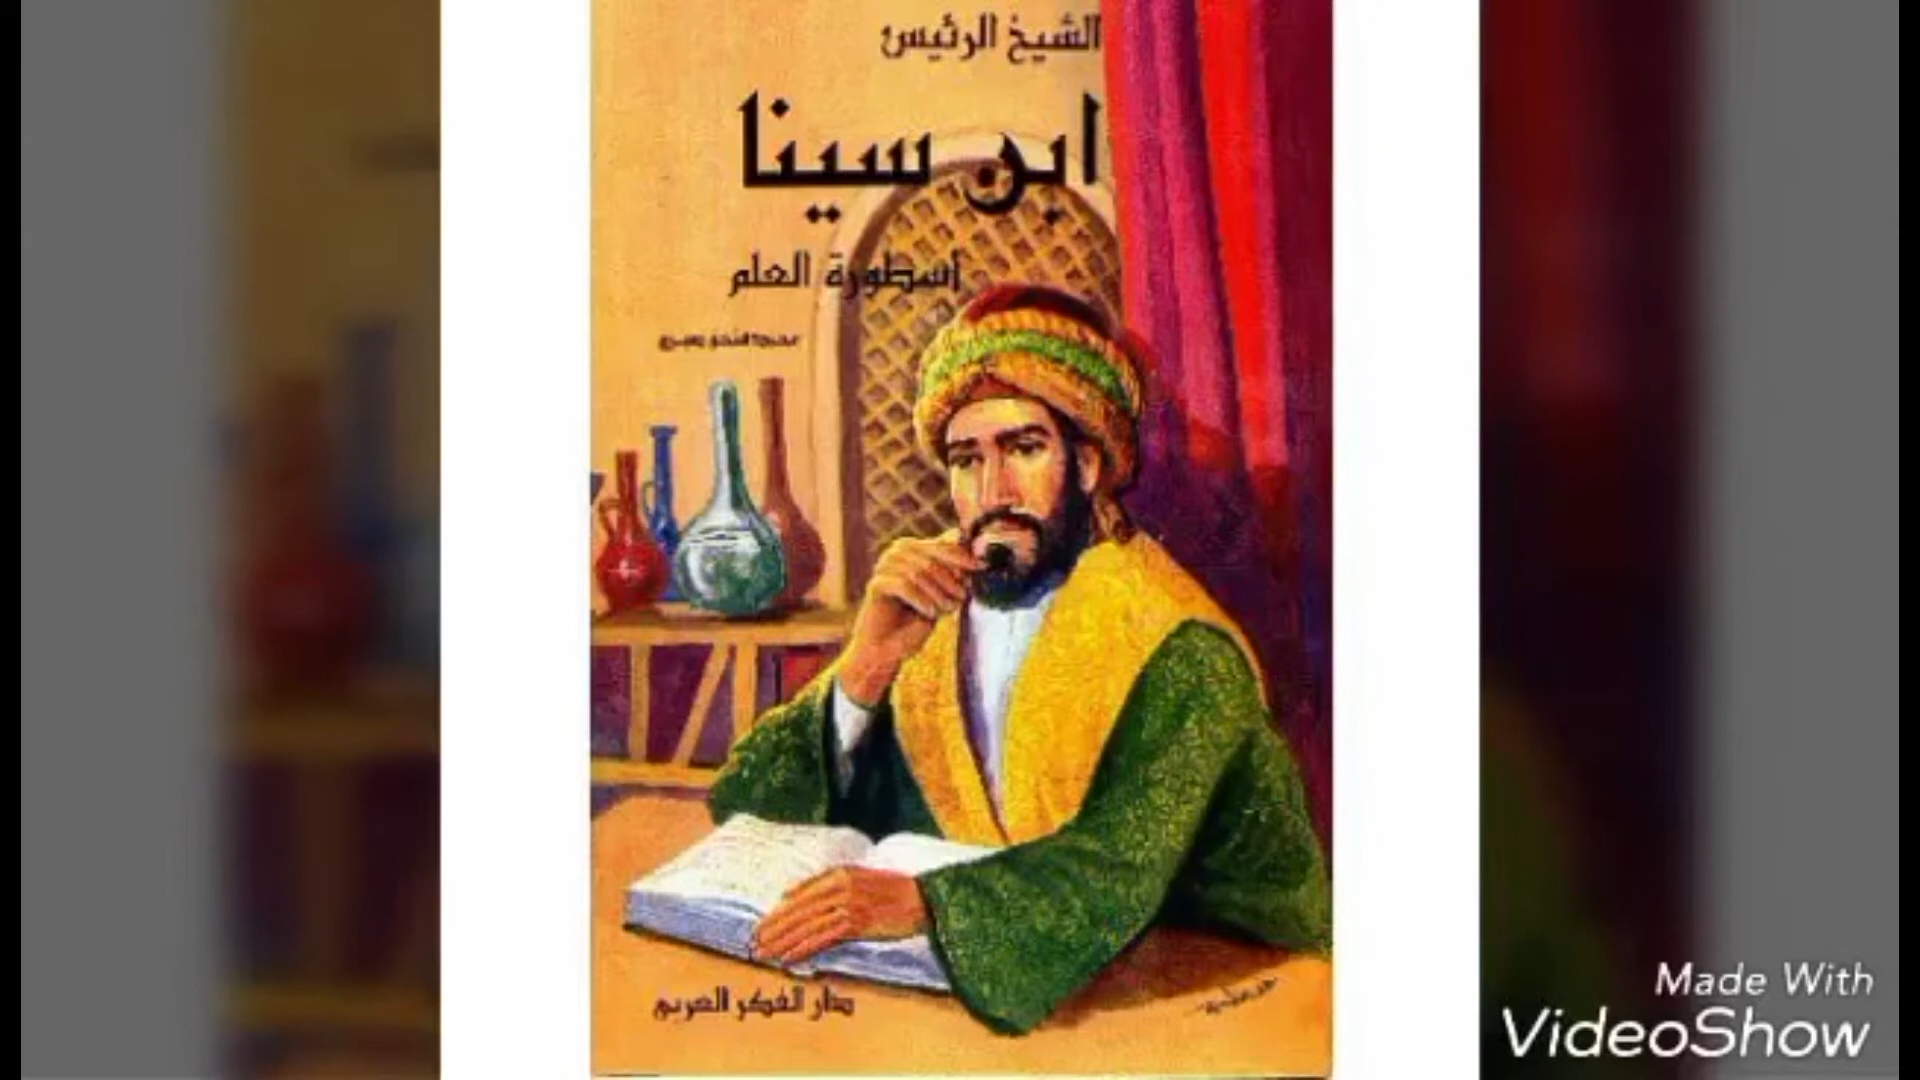 الشيخ الرئيس
ابن سينا
أسطورة العلم
دار الفكر العربي
Made With
VideoShow